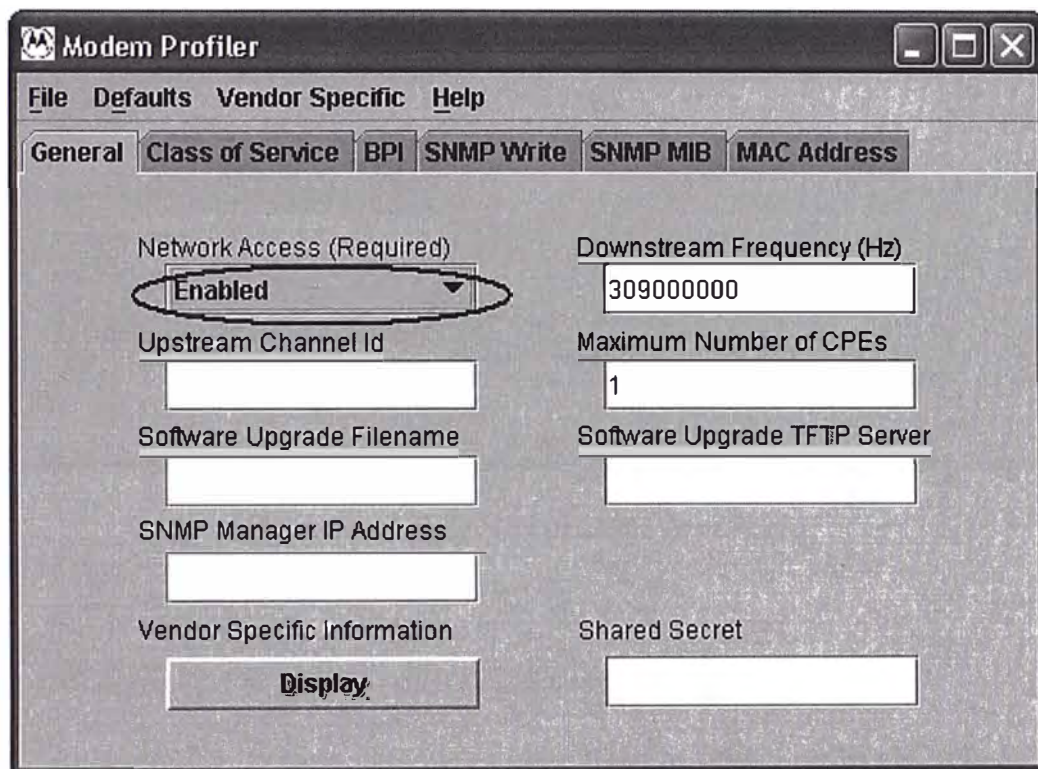 Modem Profiler
File Defaults Vendor Specific Help
General Class of Service BPI SNMP Write SNMP MIB MAC Address
Network Access (Required)
Enabled
Downstream Frequency (Hz)
309000000
Upstream Channel Id
Maximum Number of CPEs
1
Software Upgrade Filename
Software Upgrade TFTP Server
SNMP Manager IP Address
Vendor Specific Information
Display
Shared Secret